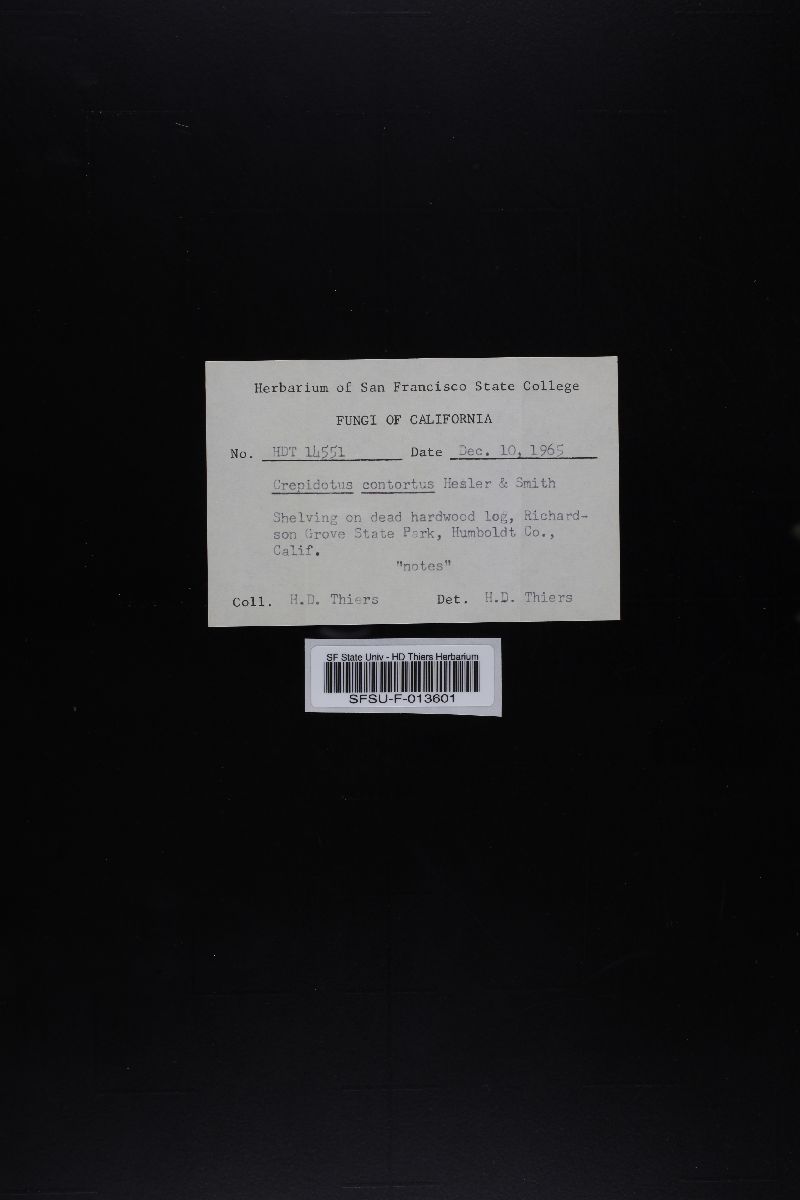 Herbarium of San Francisco State College
FUNGI OF CALIFORNIA
No. HDT 14551 Date Dec. 10, 1965
Crepidotus contortus Hesler & Smith
Shelving on dead hardwood log, Richard-
son Grove State Park, Humboldt Co.,
Calif.
"notes"
Coll. H.D. Thiers Det. H.D. Thiers
SF State Univ - HD Thiers Herbarium
SFSU-F-013601